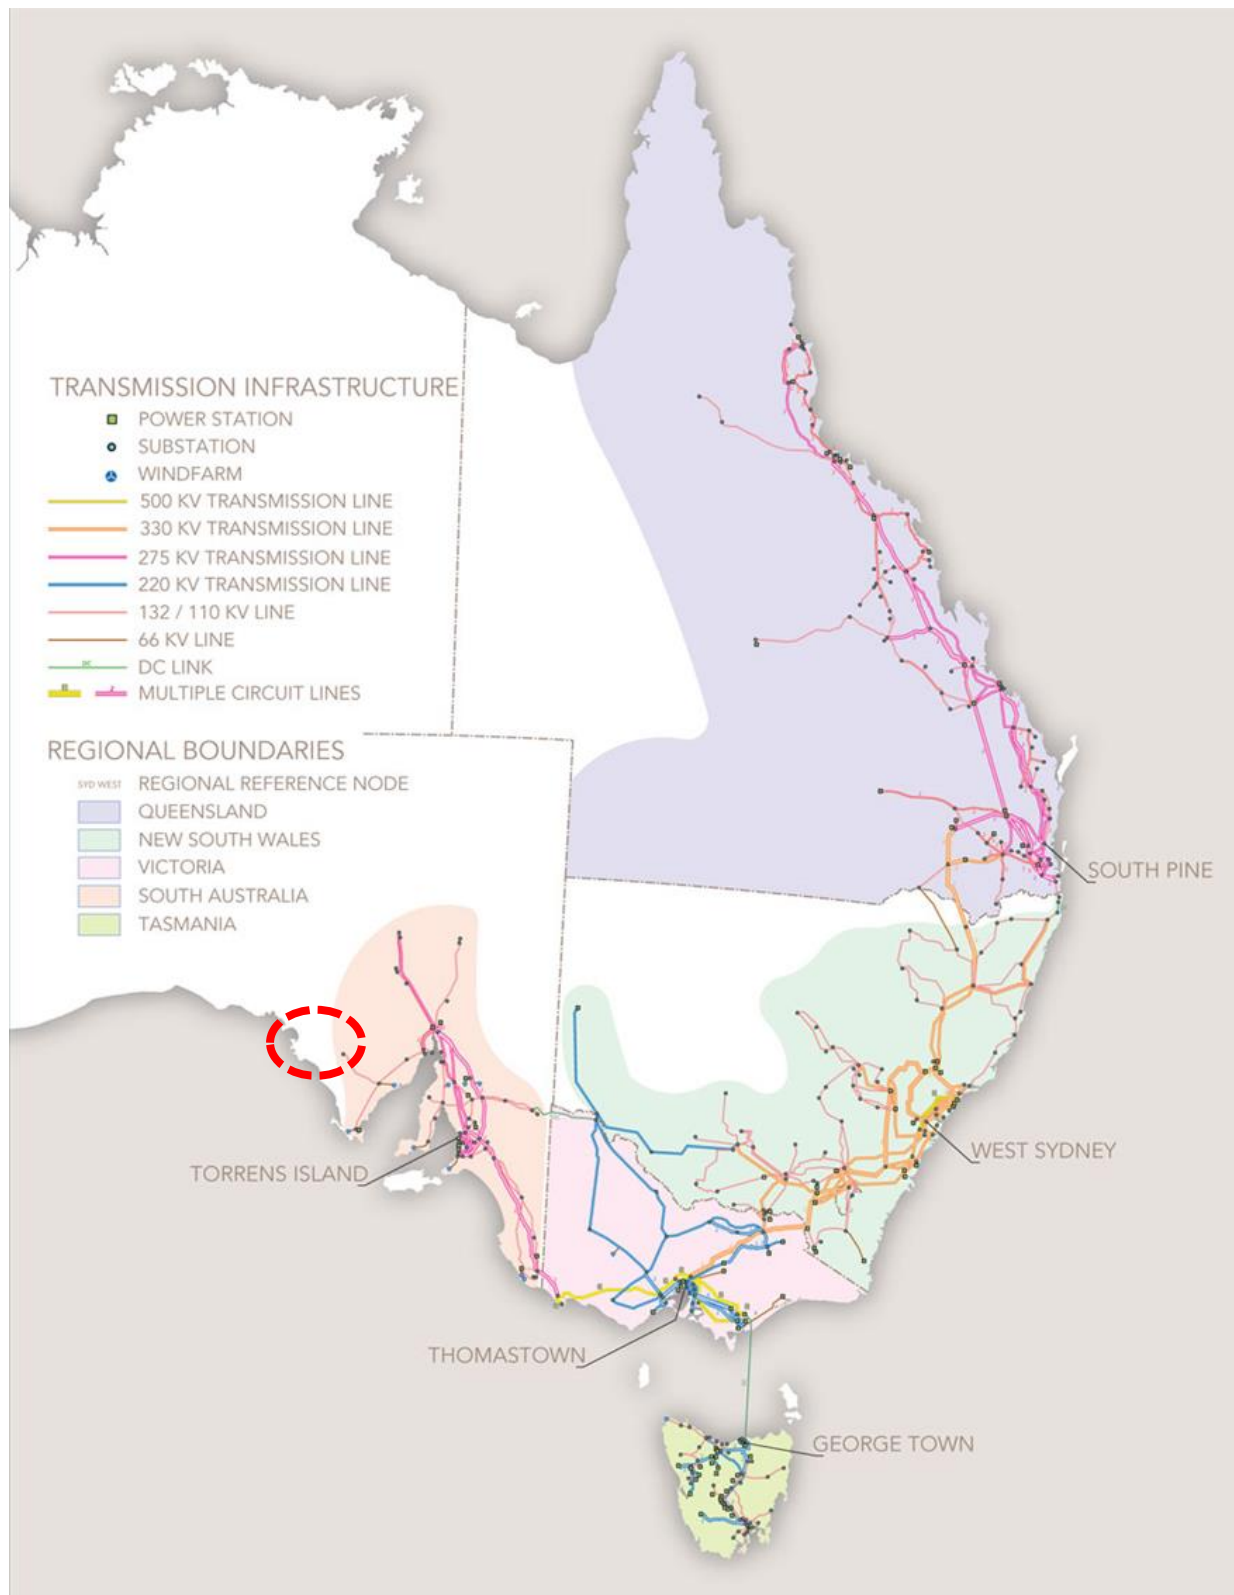 TRANSMISSION INFRASTRUCTURE
POWER STATION
SUBSTATION
WINDFARM
500 KV TRANSMISSION LINE
330 KV TRANSMISSION LINE
275 KV TRANSMISSION LINE
220 KV TRANSMISSION LINE
132 / 110 KV LINE
66 KV LINE
DC LINK
MULTIPLE CIRCUIT LINES
REGIONAL BOUNDARIES
SYD WEST REGIONAL REFERENCE NODE
QUEENSLAND
NEW SOUTH WALES
VICTORIA
SOUTH AUSTRALIA
TASMANIA
SOUTH PINE
WEST SYDNEY
TORRENS ISLAND
THOMASTOWN
GEORGE TOWN